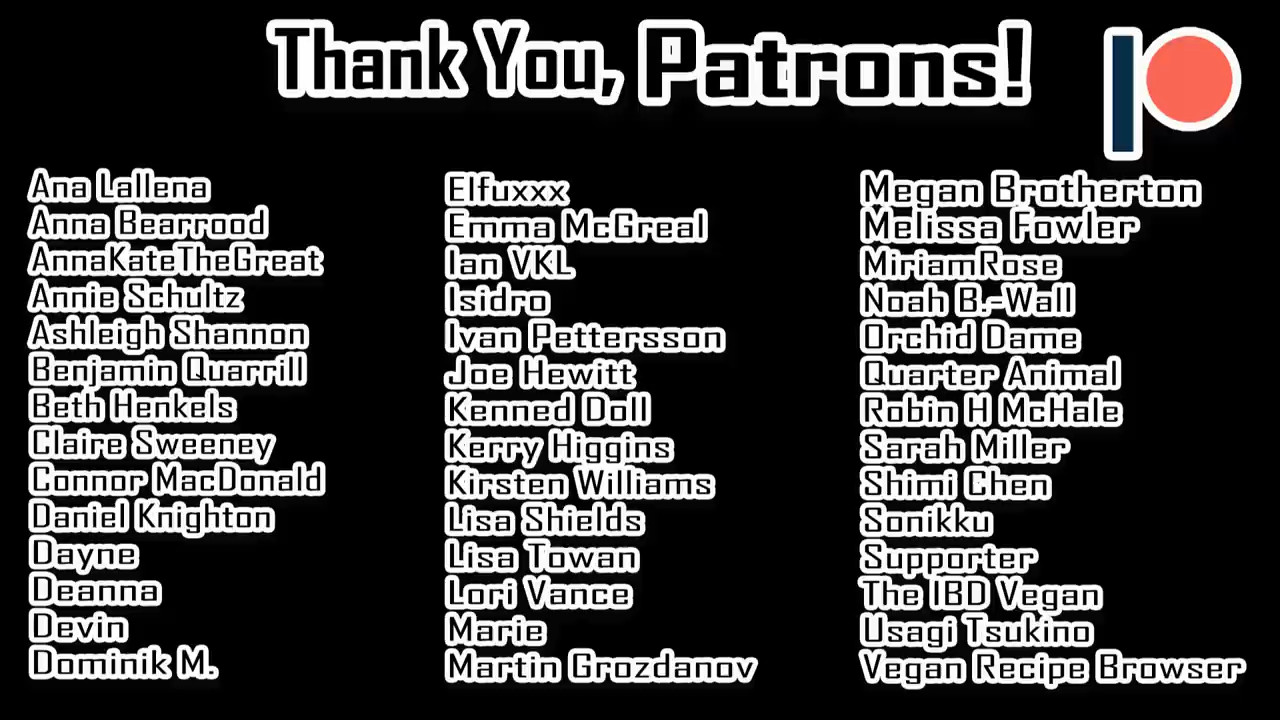 Thank You, Patrons!
Ana Lallena
Anna Bearrood
AnnaKateTheGreat
Annie Schultz
Ashleigh Shannon
Benjamin Quarrill
Beth Henkels
Claire Sweeney
Connor MacDonald
Daniel Knighton
Dayne
Deanna
Devin
Dominik M.
Elfuxxx
Emma McGreal
Ian VKL
Isidro
Ivan Pettersson
Joe Hewitt
Kenned Doll
Kerry Higgins
Kirsten Williams
Lisa Shields
Lisa Towan
Lori Vance
Marie
Martin Grozdanov
Megan Brotherton
Melissa Fowler
MiriamRose
Noah B.-Wall
Orchid Dame
Quarter Animal
Robin H McHale
Sarah Miller
Shimi Chen
Sonikku
Supporter
The IBD Vegan
Usagi Tsukino
Vegan Recipe Browser